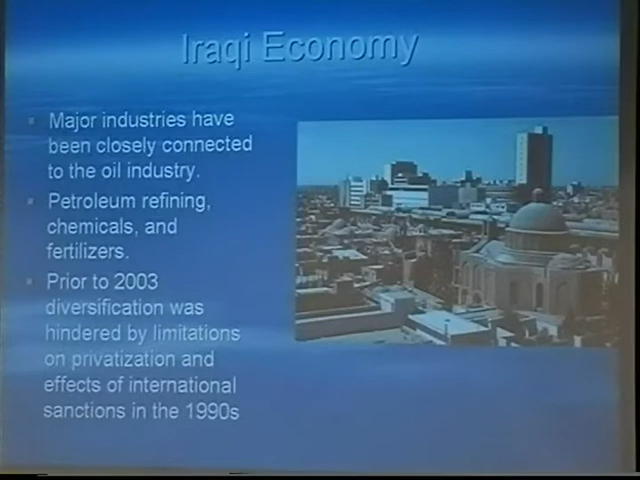 Iraqi Economy
Major industries have
been closely connected
to the oil industry.
Petroleum refining,
chemicals, and
fertilizers.
Prior to 2003
diversification was
hindered by limitations
on privatization and
effects of international
sanctions in the 1990s